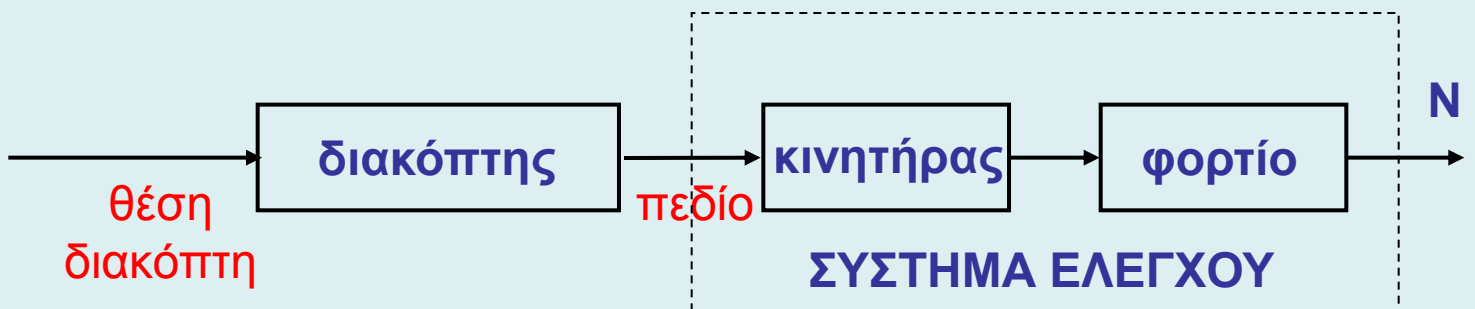 N
διακόπτης
κινητήρας
φορτίο
θέση
διακόπτη
πεδίο
ΣΥΣΤΗΜΑ ΕΛΕΓΧΟΥ